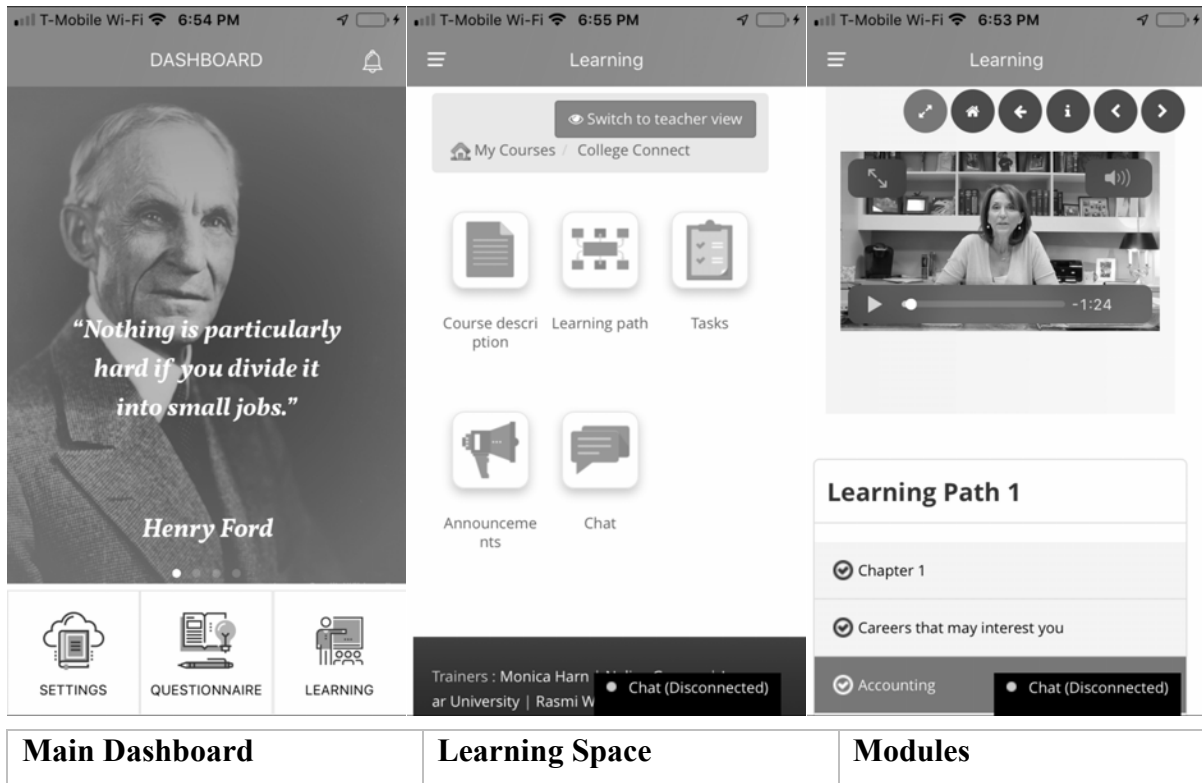 T-Mobile Wi-Fi 6:54 PM
DASHBOARD
“Nothing is particularly
hard if you divide it
into small jobs.”
Henry Ford
SETTINGS
QUESTIONNAIRE
LEARNING
T-Mobile Wi-Fi 6:55 PM
Learning
Switch to teacher view
My Courses / College Connect
Course descri
ption
Learning path
Tasks
Announceme
nts
Chat
Trainers : Monica Harn
ar University | Rasmi W
Chat (Disconnected)
T-Mobile Wi-Fi 6:53 PM
Learning
-1:24
Learning Path 1
Chapter 1
Careers that may interest you
Accounting
Chat (Disconnected)
Main Dashboard
Learning Space
Modules